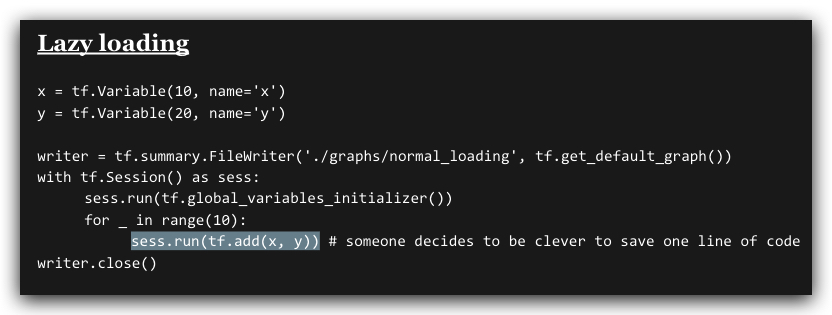 Lazy loading
x = tf.Variable(10, name='x')
y = tf.Variable(20, name='y')
writer = tf.summary.FileWriter('./graphs/normal_loading', tf.get_default_graph())
with tf.Session() as sess:
sess.run(tf.global_variables_initializer())
for _ in range(10):
sess.run(tf.add(x, y)) # someone decides to be clever to save one line of code
writer.close()